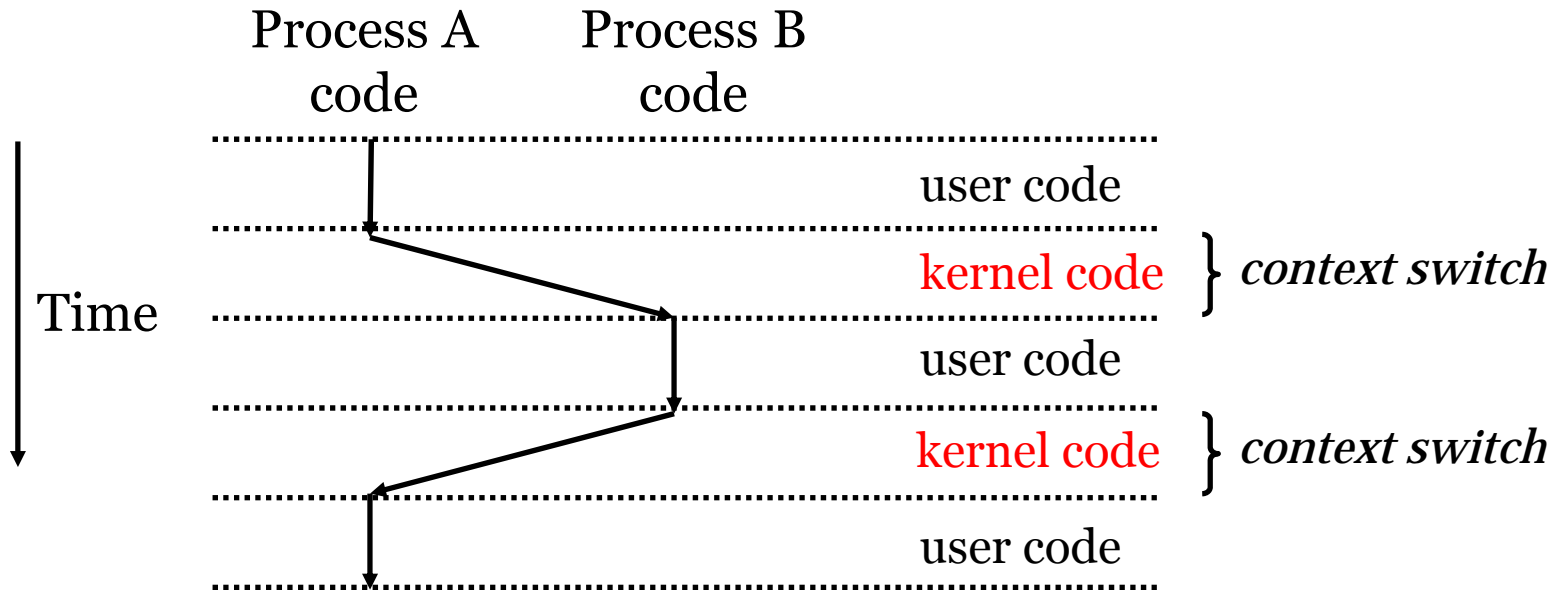 Process A Process B
code code
user code
kernel code context switch
Time
user code
kernel code context switch
user code